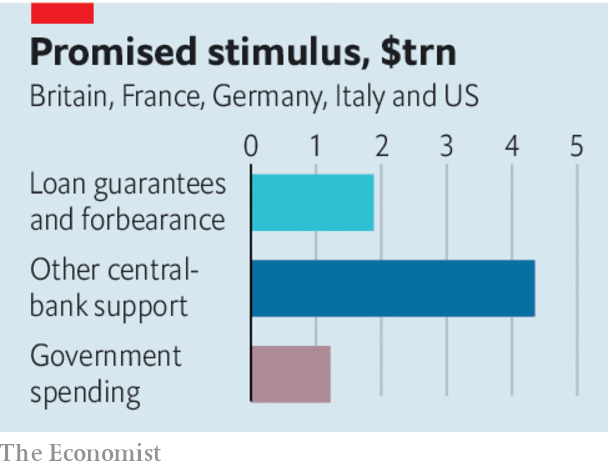 Promised stimulus, $trn
Britain, France, Germany, Italy and US
0 1 2 3 4 5
Loan guarantees
and forbearance
Other central-
bank support
Government
spending
The Economist